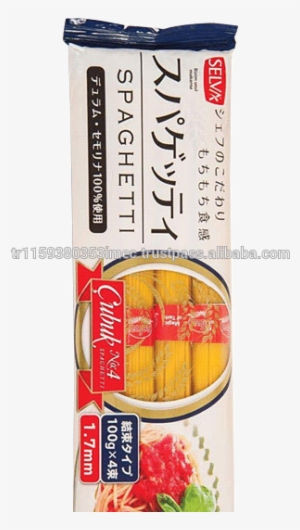 SELVA
シェフのこだわり
もちもち食感
スパゲッティ
SPAGHETTI
デュラム・セモリナ100%使用
Çubuk No:4
SPAGHETTI
結束タイプ
100g×4束
1.7mm